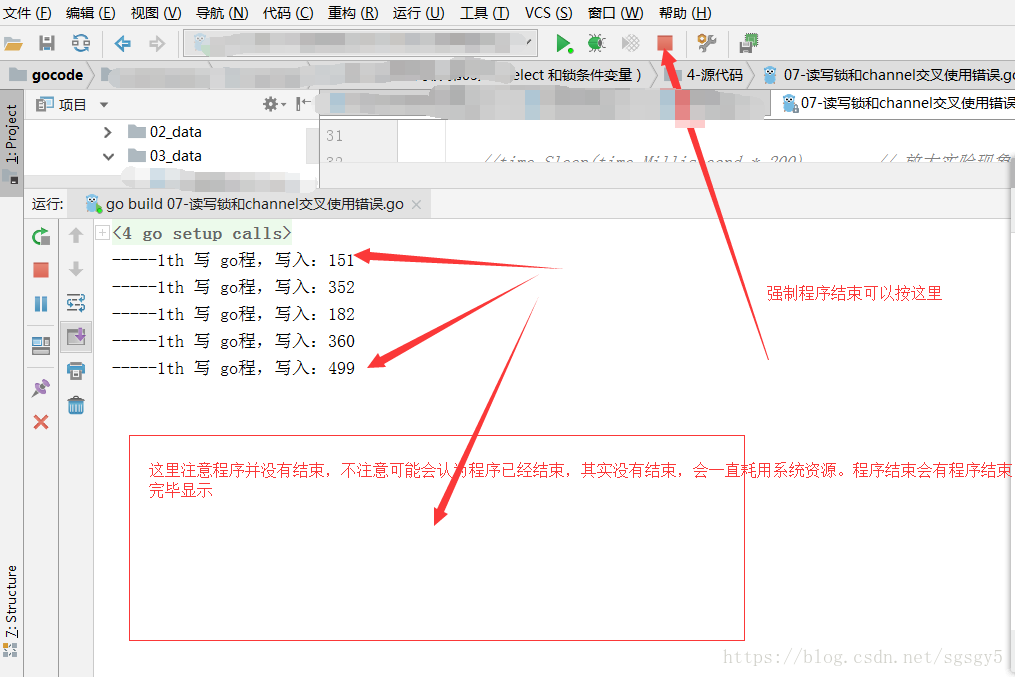 文件 (F) 编辑 (E) 视图 (V) 导航 (N) 代码 (C) 重构 (R) 运行 (U) 工具 (T) VCS (S) 窗口 (W) 帮助 (H)
gocode elect 和锁条件变量 ) 4-源代码 07-读写锁和channel交叉使用错误.go
1: Project
项目
07-读写锁和channel交叉使用错误
02_data
03_data
31
32
//time.Sleep(time.Millisecond * 200) // 放大实验现象
运行: go build 07-读写锁和channel交叉使用错误.go
<4 go setup calls>
-----1th 写 go程, 写入: 151
-----1th 写 go程, 写入: 352
-----1th 写 go程, 写入: 182
-----1th 写 go程, 写入: 360
-----1th 写 go程, 写入: 499
强制程序结束可以按这里
这里注意程序并没有结束，不注意可能会认为程序已经结束，其实没有结束，会一直耗用系统资源。程序结束会有程序结束
完毕显示
7: Structure
https://blog.csdn.net/sgsgy5